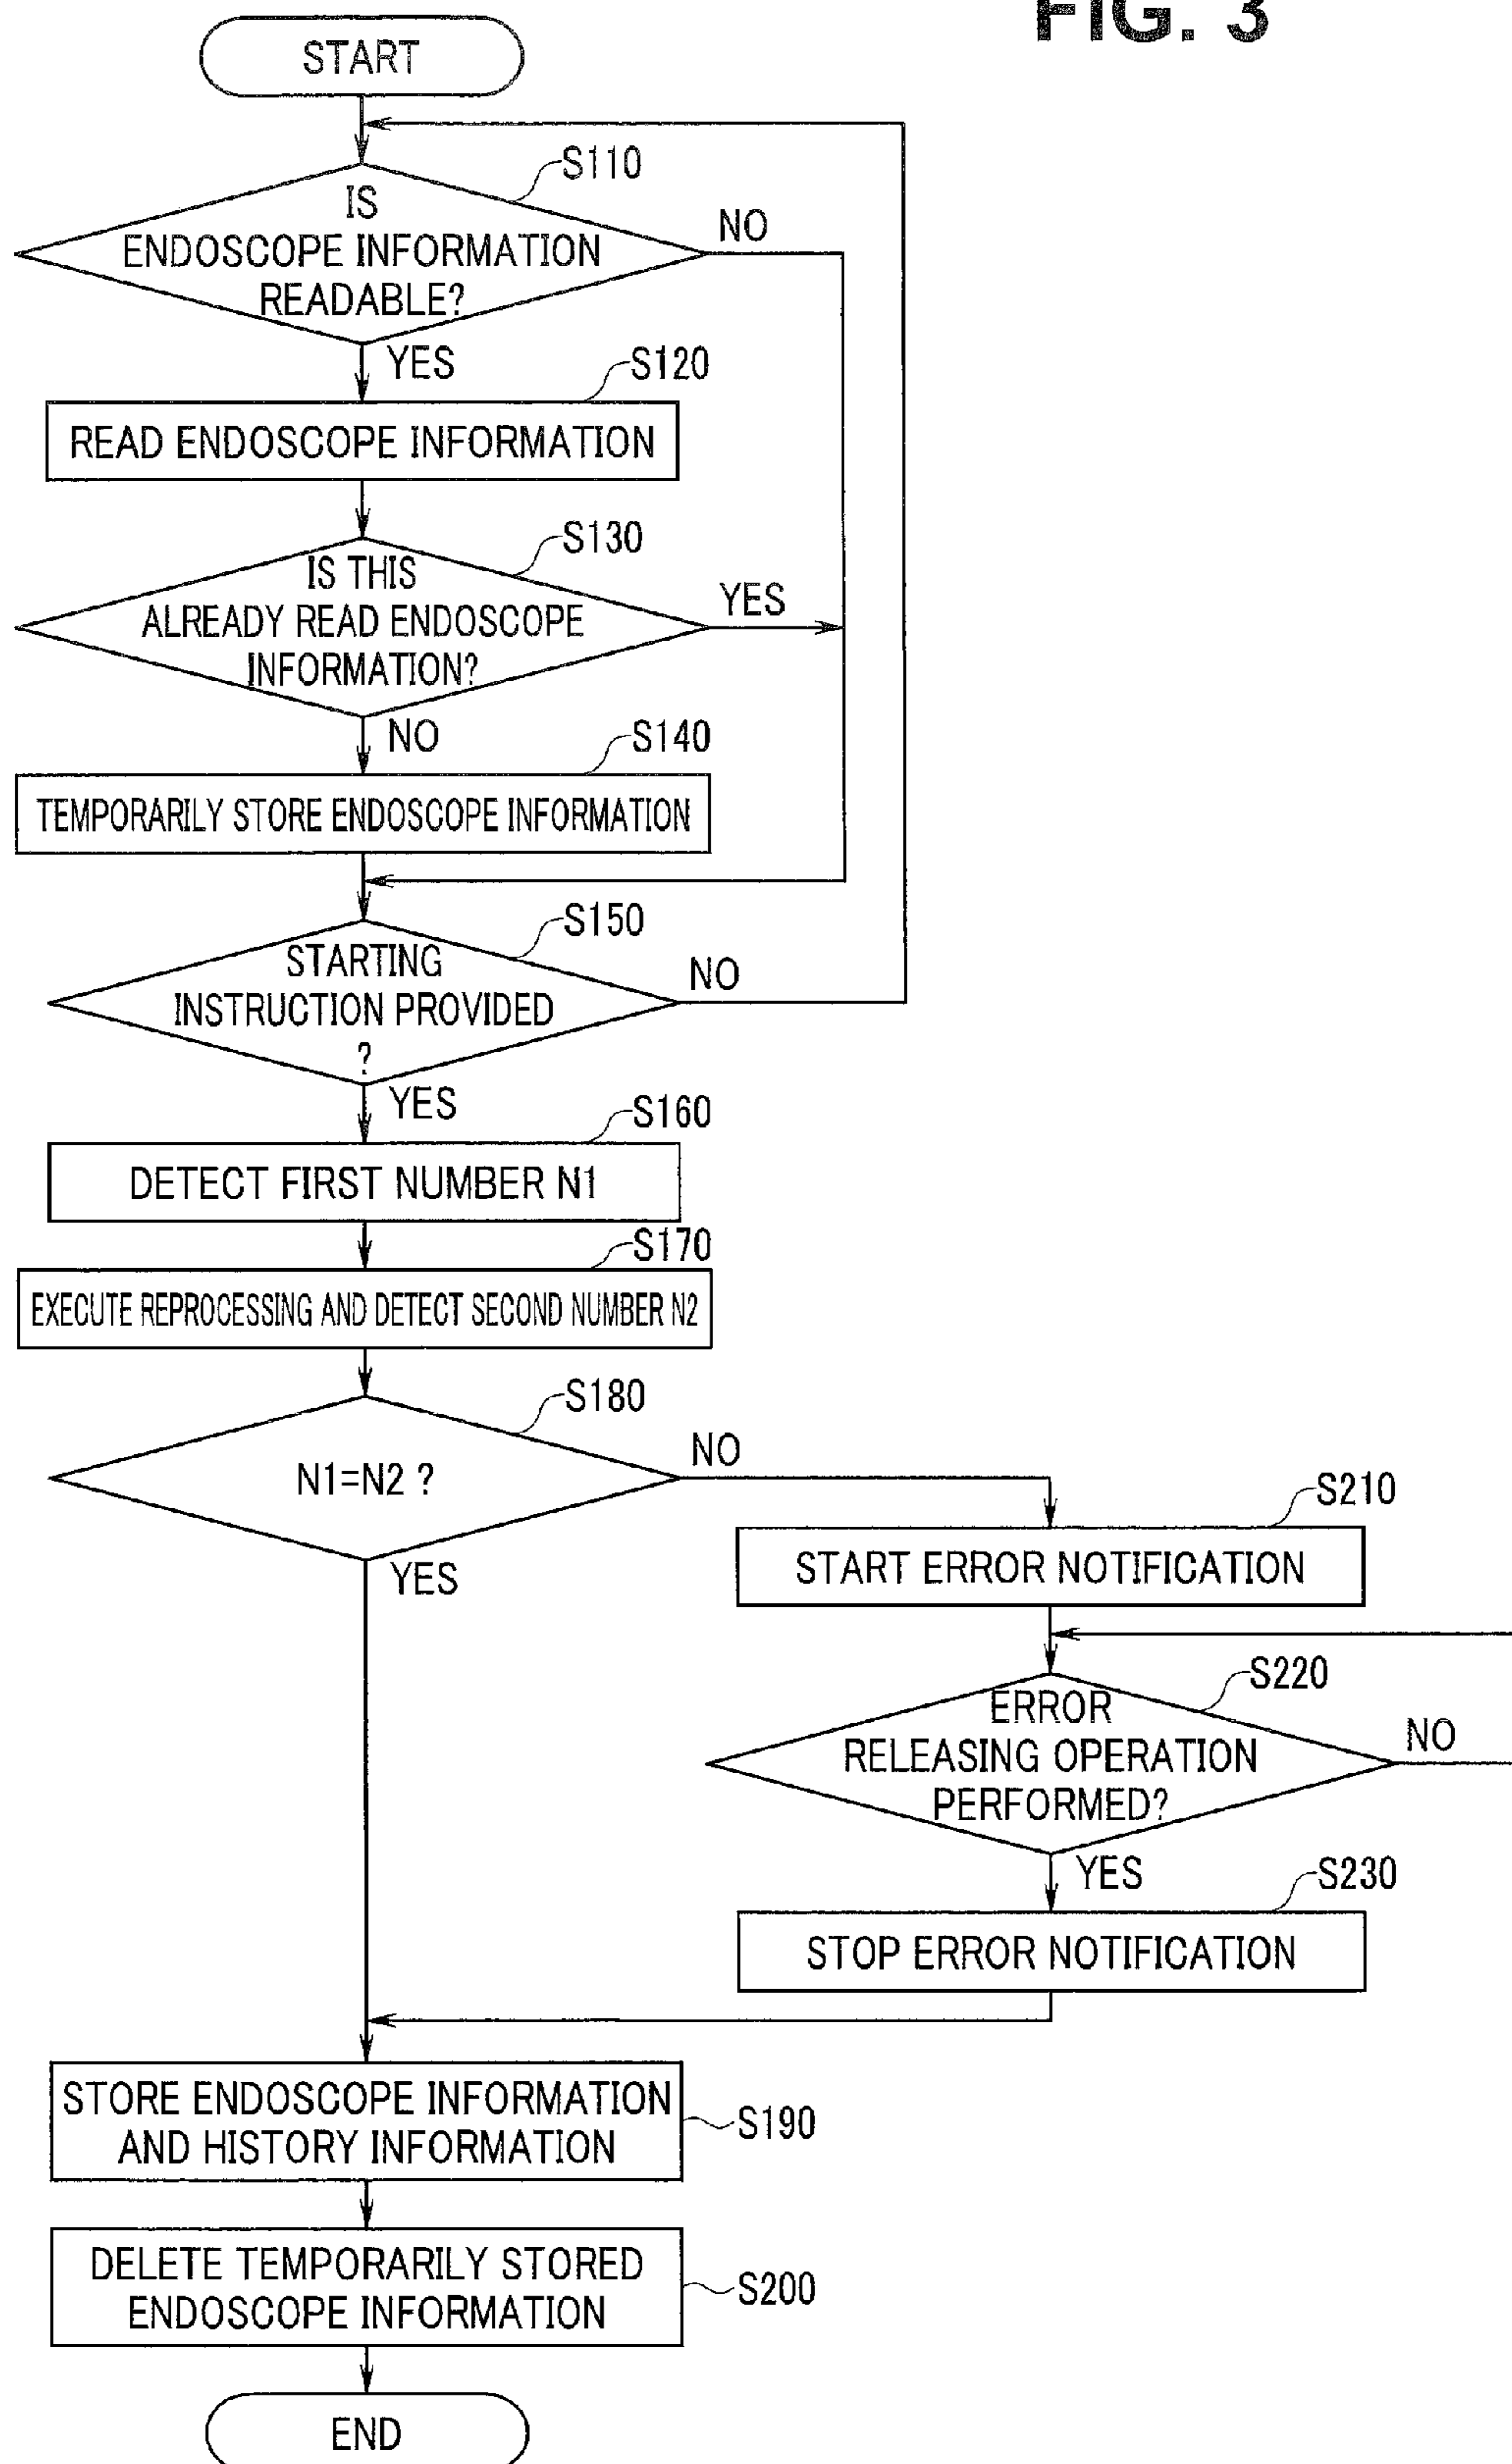 FIG. 3
START
S110
IS
ENDOSCOPE INFORMATION
READABLE?
NO
YES
S120
READ ENDOSCOPE INFORMATION
S130
IS THIS
ALREADY READ ENDOSCOPE
INFORMATION?
YES
NO
S140
TEMPORARILY STORE ENDOSCOPE INFORMATION
S150
STARTING
INSTRUCTION PROVIDED
?
NO
YES
S160
DETECT FIRST NUMBER N1
S170
EXECUTE REPROCESSING AND DETECT SECOND NUMBER N2
S180
N1=N2 ?
NO
YES
S210
START ERROR NOTIFICATION
S220
ERROR
RELEASING OPERATION
PERFORMED?
NO
YES
S230
STOP ERROR NOTIFICATION
STORE ENDOSCOPE INFORMATION
AND HISTORY INFORMATION
S190
DELETE TEMPORARILY STORED
ENDOSCOPE INFORMATION
S200
END